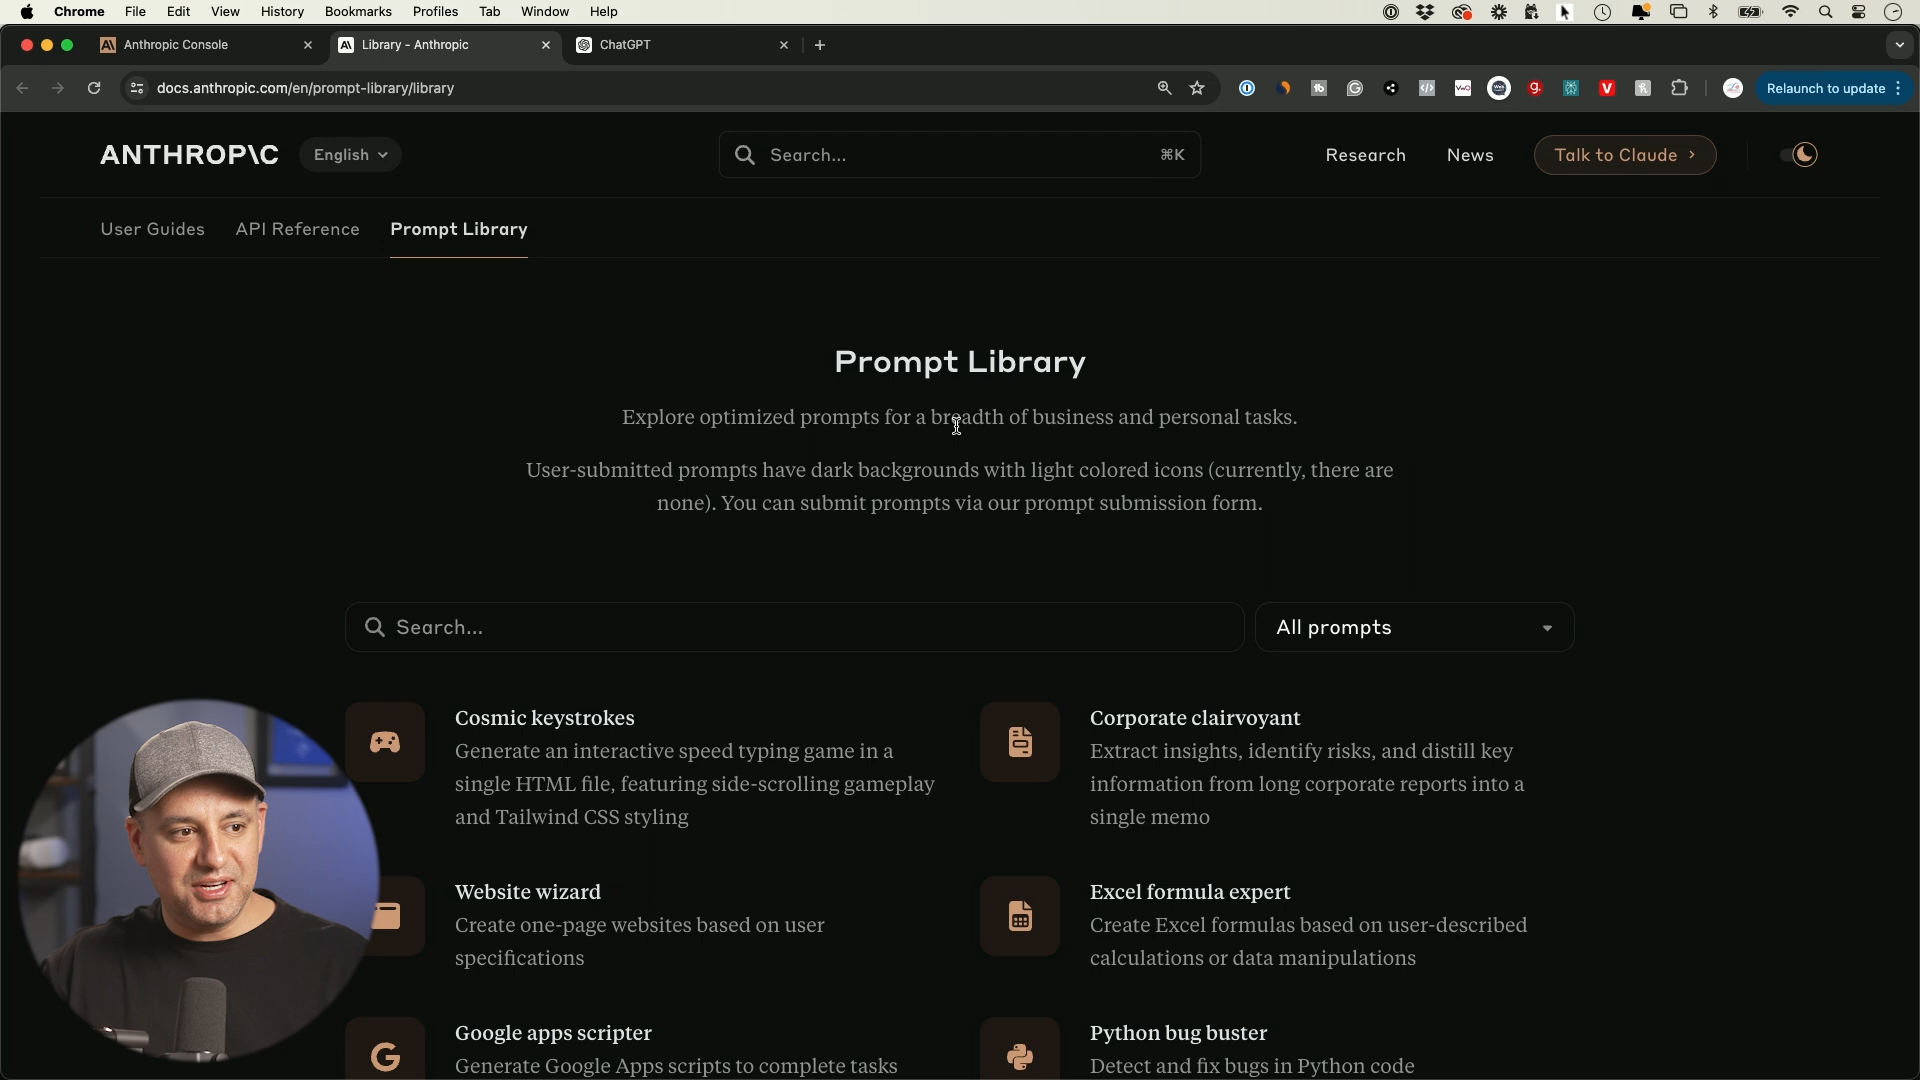 Chrome File Edit View History Bookmarks Profiles Tab Window Help
Anthropic Console
Library - Anthropic
ChatGPT
docs.anthropic.com/en/prompt-library/library
Relaunch to update
ANTHROP\C
English
Search...
⌘K
Research
News
Talk to Claude
User Guides
API Reference
Prompt Library
Prompt Library
Explore optimized prompts for a breadth of business and personal tasks.
User-submitted prompts have dark backgrounds with light colored icons (currently, there are
none). You can submit prompts via our prompt submission form.
Search...
All prompts
Cosmic keystrokes
Generate an interactive speed typing game in a
single HTML file, featuring side-scrolling gameplay
and Tailwind CSS styling
Corporate clairvoyant
Extract insights, identify risks, and distill key
information from long corporate reports into a
single memo
Website wizard
Create one-page websites based on user
specifications
Excel formula expert
Create Excel formulas based on user-described
calculations or data manipulations
Google apps scripter
Generate Google Apps scripts to complete tasks
Python bug buster
Detect and fix bugs in Python code